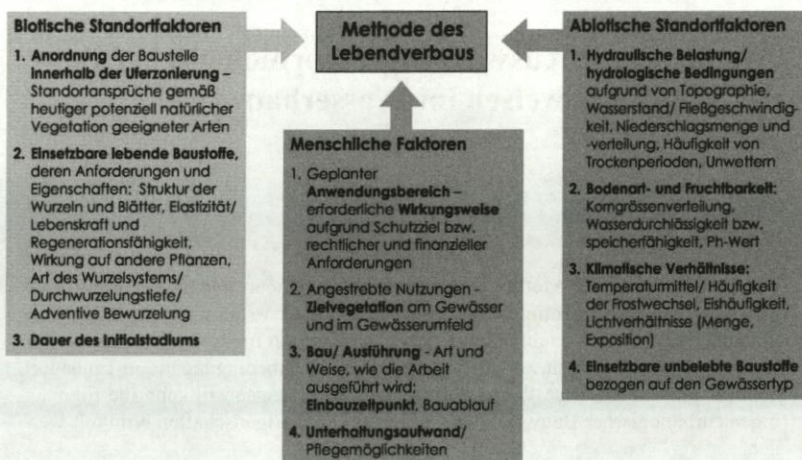 Biotische Standortfaktoren
1. Anordnung der Baustelle
innerhalb der Uferzonierung –
Standortansprüche gemäß
heutiger potenziell natürlicher
Vegetation geeigneter Arten
2. Einsetzbare lebende Baustoffe,
deren Anforderungen und
Eigenschaften: Struktur der
Wurzeln und Blätter, Elastizität/
Lebenskraft und
Regenerationsfähigkeit,
Wirkung auf andere Pflanzen,
Art des Wurzelsystems/
Durchwurzelungstiefe/
Adventive Bewurzelung
3. Dauer des Initialstadiums
Methode des
Lebendverbaus
Menschliche Faktoren
1. Geplanter
Anwendungsbereich –
erforderliche Wirkungsweise
aufgrund Schutzziel bzw.
rechtlicher und finanzieller
Anforderungen
2. Angestrebte Nutzungen -
Zielvegetation am Gewässer
und im Gewässerumfeld
3. Bau/ Ausführung - Art und
Weise, wie die Arbeit
ausgeführt wird;
Einbauzeitpunkt, Bauablauf
4. Unterhaltungsaufwand/
Pflegemöglichkeiten
Abiotische Standortfaktoren
1. Hydraulische Belastung/
hydrologische Bedingungen
aufgrund von Topographie,
Wasserstand/ Fließgeschwindig-
keit, Niederschlagsmenge und
-verteilung, Häufigkeit von
Trockenperioden, Unwettern
2. Bodenart- und Fruchtbarkeit:
Korngrössenverteilung,
Wasserdurchlässigkeit bzw.
speicherfähigkeit, Ph-Wert
3. Klimatische Verhältnisse:
Temperaturmittel/ Häufigkeit
der Frostwechsel, Eishäufigkeit,
Lichtverhältnisse (Menge,
Exposition)
4. Einsetzbare unbelebte Baustoffe
bezogen auf den Gewässertyp